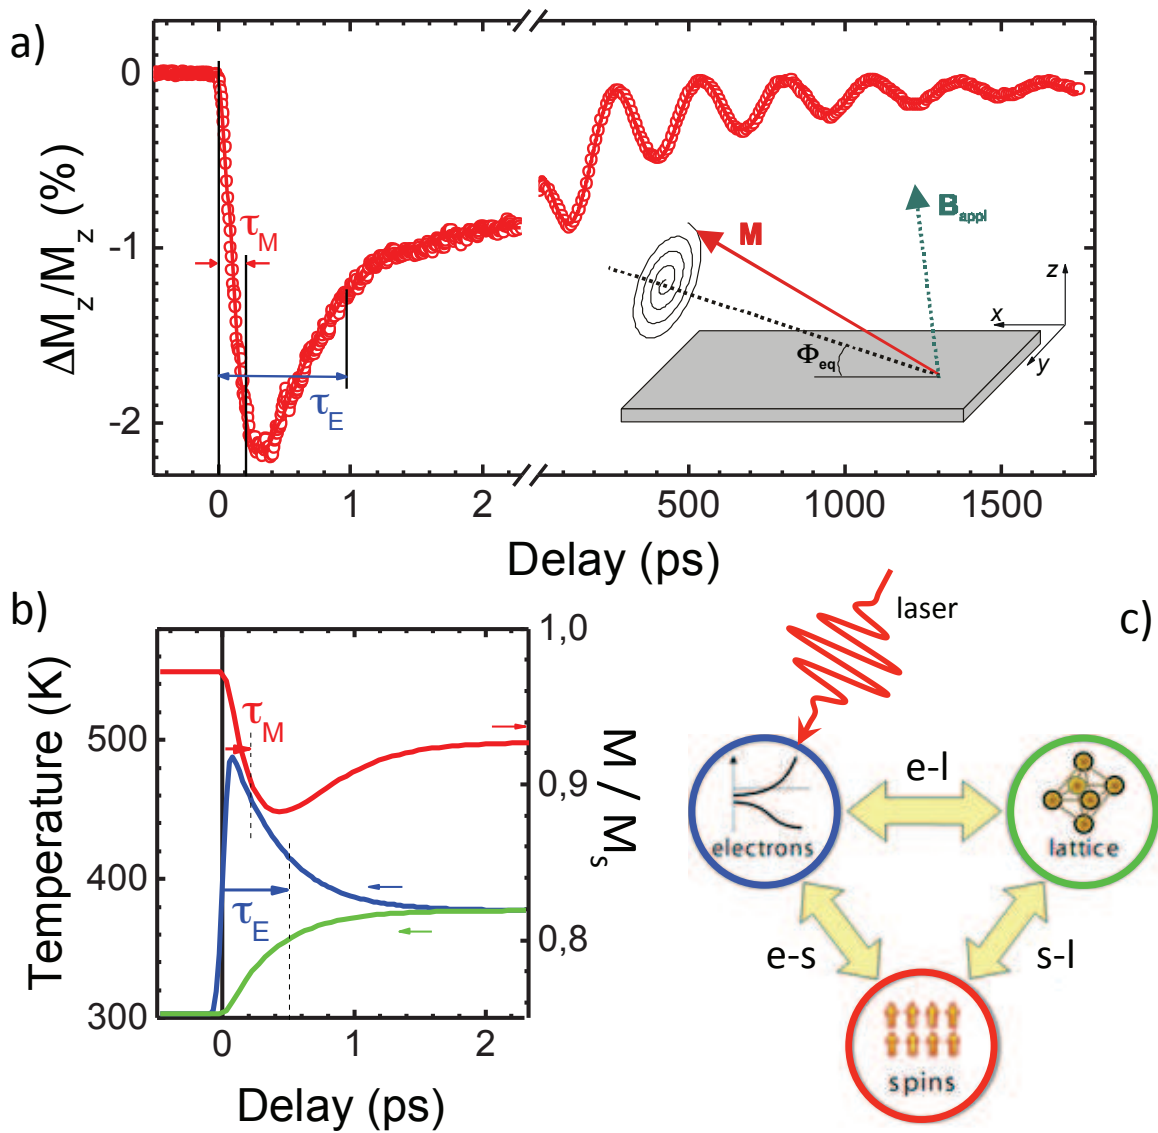 a)
0
-1
-2
ΔM_z/M_z (%)
τ_M
τ_E
M
B_appl
Φ_eq
z
x
y
0 1 2 500 1000 1500
Delay (ps)
b)
500
400
300
Temperature (K)
τ_M
τ_E
1,0
0,9
0,8
M / M_s
0 1 2
Delay (ps)
c)
laser
electrons
e-l
lattice
e-s
s-l
spins